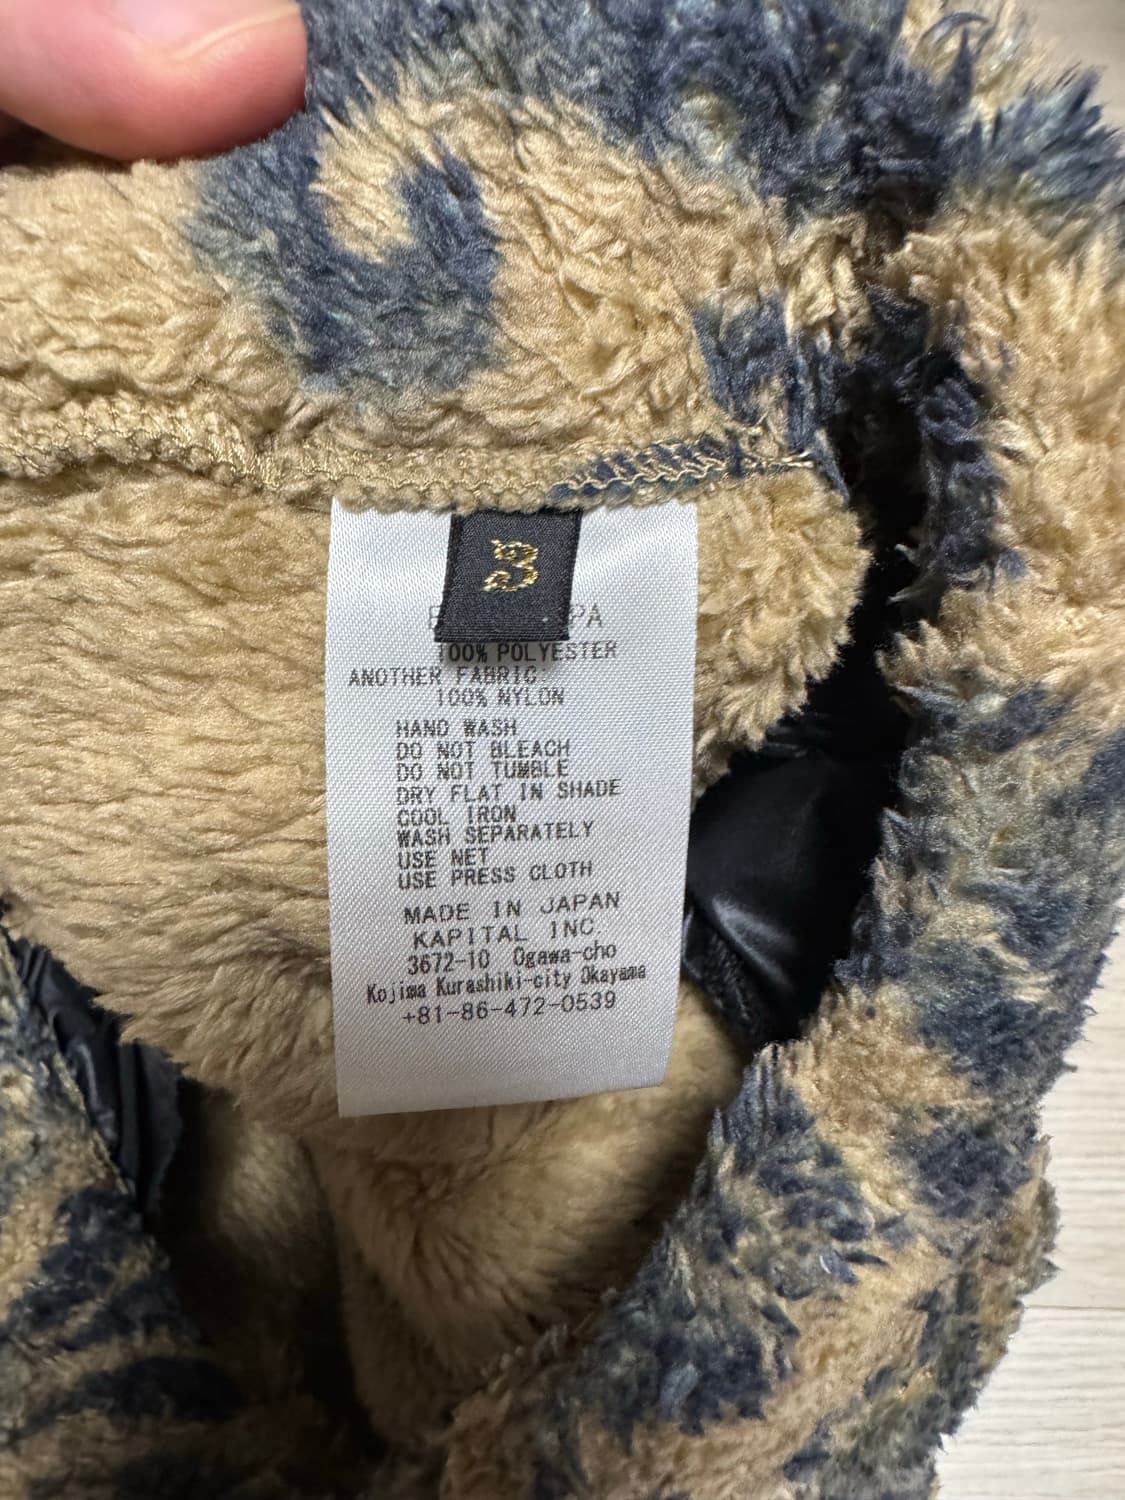 3
PA
100% POLYESTER
ANOTHER FABRIC:
100% NYLON
HAND WASH
DO NOT BLEACH
DO NOT TUMBLE
DRY FLAT IN SHADE
COOL IRON
WASH SEPARATELY
USE NET
USE PRESS CLOTH
MADE IN JAPAN
KAPITAL INC.
3672-10 Ogawa-cho
Kojima Kurashiki-city Okayama
+81-86-472-0539